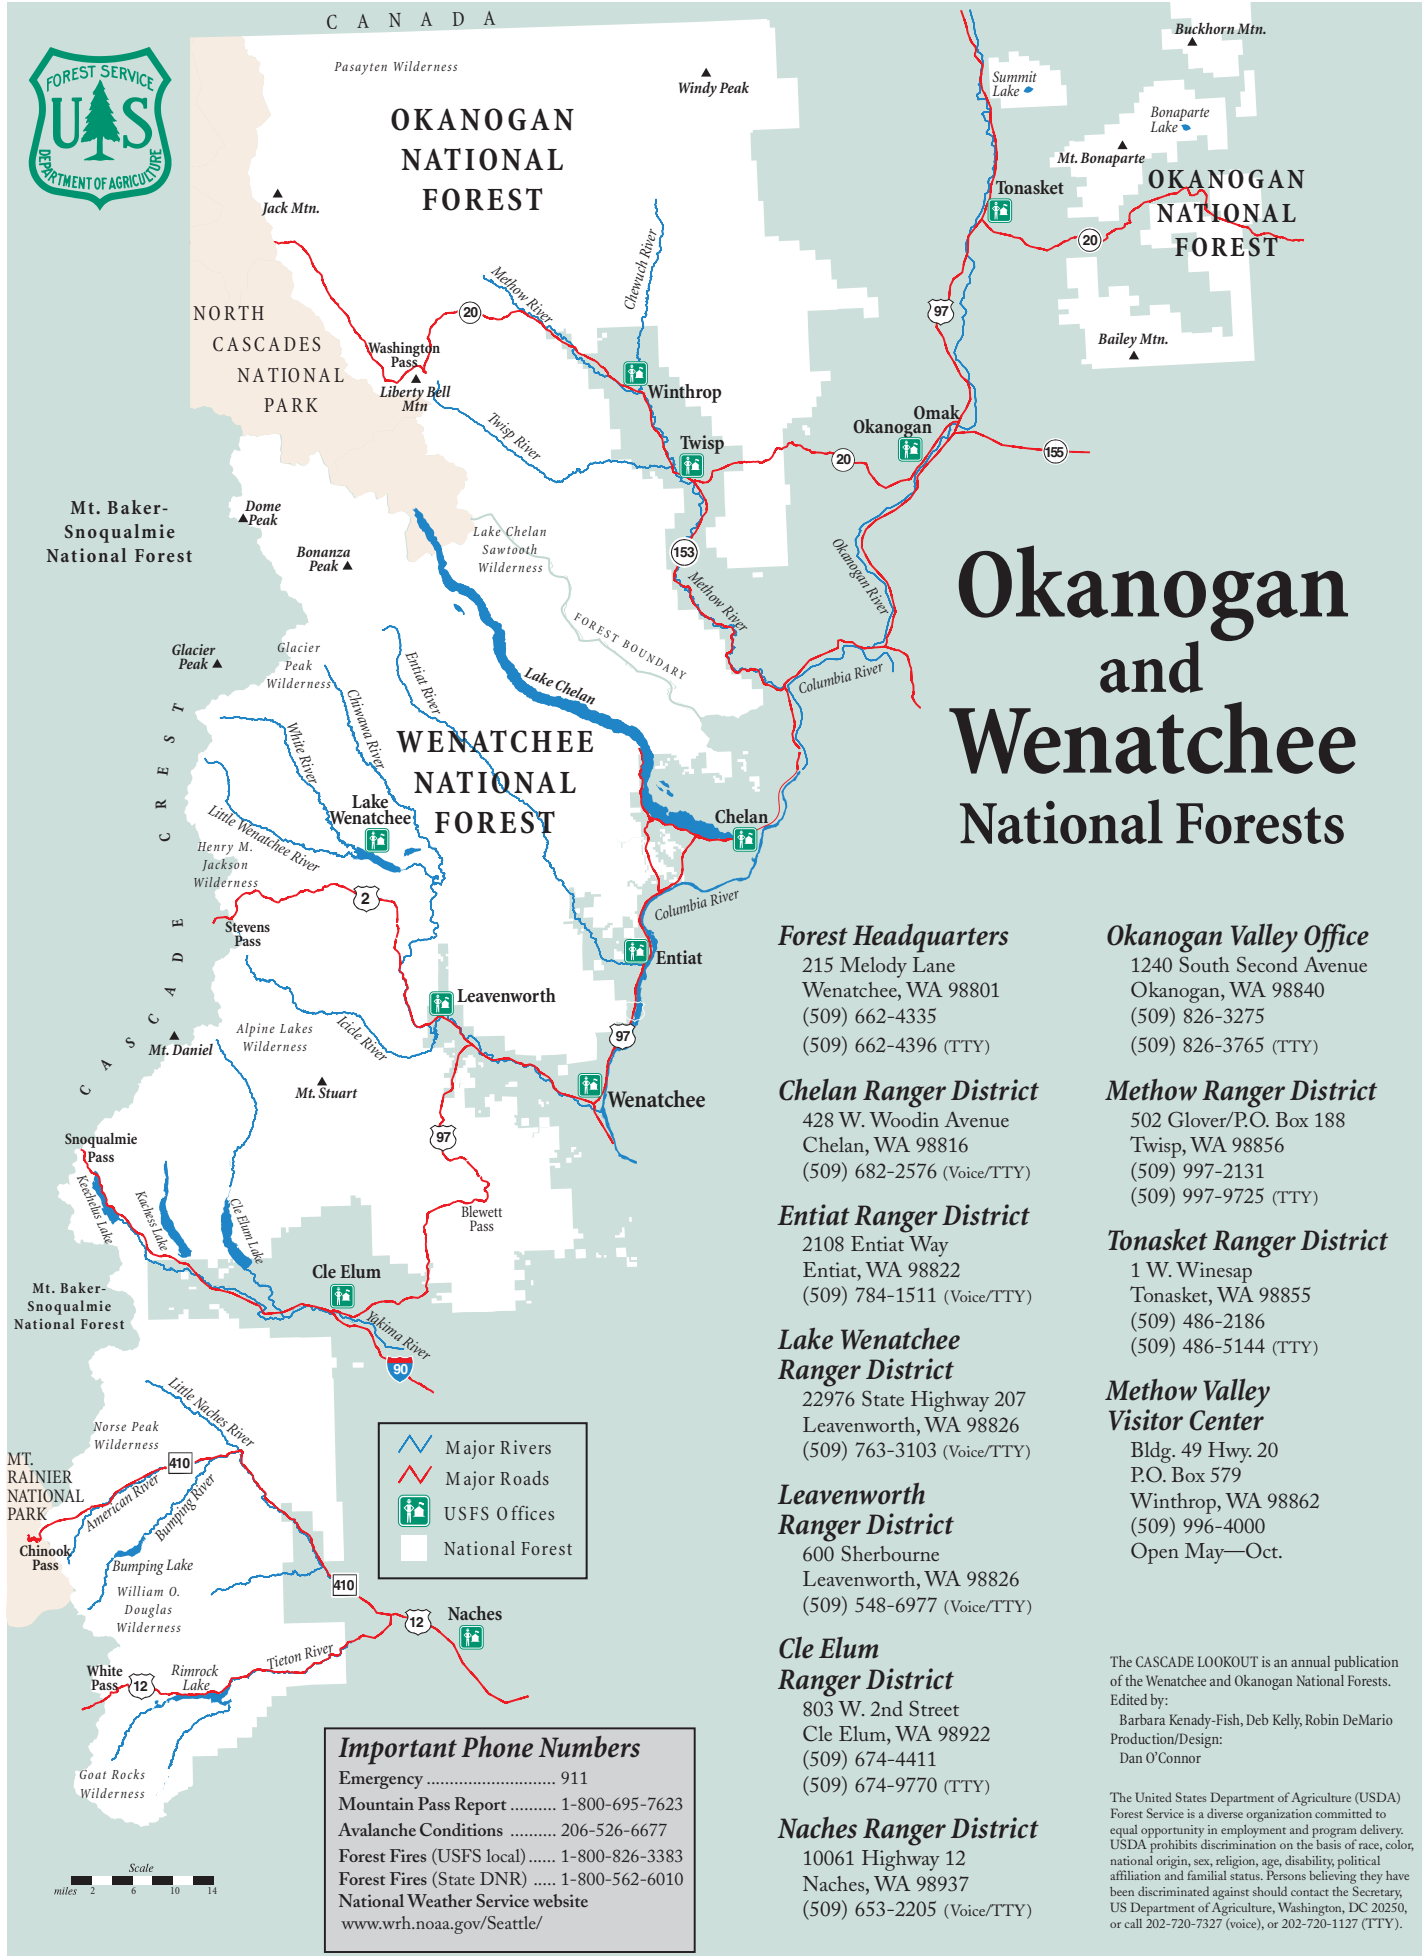 CANADA
FOREST SERVICE
US
DEPARTMENT OF AGRICULTURE
Pasayten Wilderness
OKANOGAN
NATIONAL
FOREST
Windy Peak
Buckhorn Mtn.
Summit
Lake
Bonaparte
Lake
Mt. Bonaparte
Tonasket
OKANOGAN
NATIONAL
FOREST
20
97
Bailey Mtn.
Jack Mtn.
NORTH
CASCADES
NATIONAL
PARK
Washington
Pass
Liberty Bell
Mtn
20
Methow River
Chewuch River
Winthrop
Twisp River
Twisp
20
Okanogan
Omak
155
Mt. Baker-
Snoqualmie
National Forest
Dome
Peak
Bonanza
Peak
Lake Chelan
Sawtooth
Wilderness
153
Methow River
Okanogan River
FOREST BOUNDARY
Columbia River
Glacier
Peak
Glacier
Peak
Wilderness
Entiat River
Chiwawa River
White River
Lake Chelan
WENATCHEE
NATIONAL
FOREST
Lake
Wenatchee
Little Wenatchee River
Henry M.
Jackson
Wilderness
Chelan
Columbia River
2
Stevens
Pass
Entiat
Leavenworth
Icicle River
Alpine Lakes
Wilderness
97
CASCADE CREST
Mt. Daniel
Mt. Stuart
Wenatchee
97
Snoqualmie
Pass
Keechelus Lake
Kachess Lake
Cle Elum Lake
Blewett
Pass
Cle Elum
Mt. Baker-
Snoqualmie
National Forest
Yakima River
90
Little Naches River
Norse Peak
Wilderness
MT.
RAINIER
NATIONAL
PARK
410
American River
Bumping River
Chinook
Pass
Bumping Lake
William O.
Douglas
Wilderness
410
12
Naches
White
Pass
12
Rimrock
Lake
Tieton River
Goat Rocks
Wilderness
Scale
miles 2 6 10 14
Major Rivers
Major Roads
USFS Offices
National Forest
Important Phone Numbers
Emergency ............................ 911
Mountain Pass Report .......... 1-800-695-7623
Avalanche Conditions .......... 206-526-6677
Forest Fires (USFS local) ...... 1-800-826-3383
Forest Fires (State DNR) ..... 1-800-562-6010
National Weather Service website
www.wrh.noaa.gov/Seattle/
Okanogan
and
Wenatchee
National Forests
Forest Headquarters
215 Melody Lane
Wenatchee, WA 98801
(509) 662-4335
(509) 662-4396 (TTY)
Chelan Ranger District
428 W. Woodin Avenue
Chelan, WA 98816
(509) 682-2576 (Voice/TTY)
Entiat Ranger District
2108 Entiat Way
Entiat, WA 98822
(509) 784-1511 (Voice/TTY)
Lake Wenatchee
Ranger District
22976 State Highway 207
Leavenworth, WA 98826
(509) 763-3103 (Voice/TTY)
Leavenworth
Ranger District
600 Sherbourne
Leavenworth, WA 98826
(509) 548-6977 (Voice/TTY)
Cle Elum
Ranger District
803 W. 2nd Street
Cle Elum, WA 98922
(509) 674-4411
(509) 674-9770 (TTY)
Naches Ranger District
10061 Highway 12
Naches, WA 98937
(509) 653-2205 (Voice/TTY)
Okanogan Valley Office
1240 South Second Avenue
Okanogan, WA 98840
(509) 826-3275
(509) 826-3765 (TTY)
Methow Ranger District
502 Glover/P.O. Box 188
Twisp, WA 98856
(509) 997-2131
(509) 997-9725 (TTY)
Tonasket Ranger District
1 W. Winesap
Tonasket, WA 98855
(509) 486-2186
(509) 486-5144 (TTY)
Methow Valley
Visitor Center
Bldg. 49 Hwy. 20
P.O. Box 579
Winthrop, WA 98862
(509) 996-4000
Open May—Oct.
The CASCADE LOOKOUT is an annual publication
of the Wenatchee and Okanogan National Forests.
Edited by:
Barbara Kenady-Fish, Deb Kelly, Robin DeMario
Production/Design:
Dan O'Connor
The United States Department of Agriculture (USDA)
Forest Service is a diverse organization committed to
equal opportunity in employment and program delivery.
USDA prohibits discrimination on the basis of race, color,
national origin, sex, religion, age, disability, political
affiliation and familial status. Persons believing they have
been discriminated against should contact the Secretary,
US Department of Agriculture, Washington, DC 20250,
or call 202-720-7327 (voice), or 202-720-1127 (TTY).